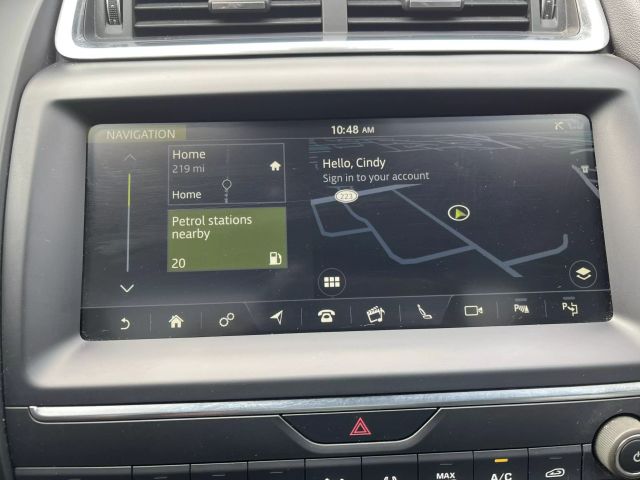 10:48 AM
NAVIGATION
Home
219 mi
Home
Petrol stations
nearby
20
Hello, Cindy
Sign in to your account
223
P
P
MAX
A/C